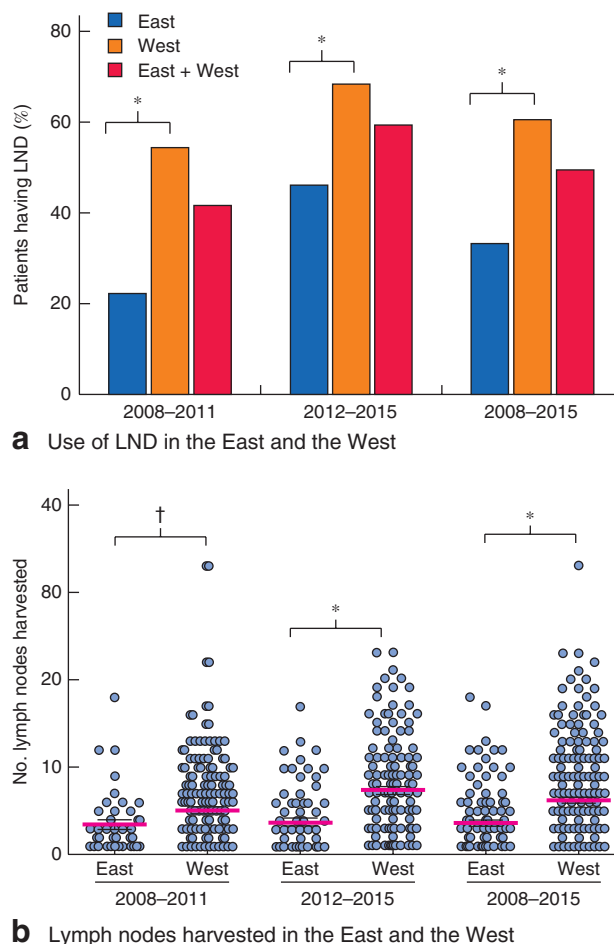 80
East
West
East + West
*
*
*
60
40
20
0
Patients having LND (%)
2008–2011
2012–2015
2008–2015
a Use of LND in the East and the West
40
†
*
*
80
20
10
0
No. lymph nodes harvested
East
West
East
West
East
West
2008–2011
2012–2015
2008–2015
b Lymph nodes harvested in the East and the West